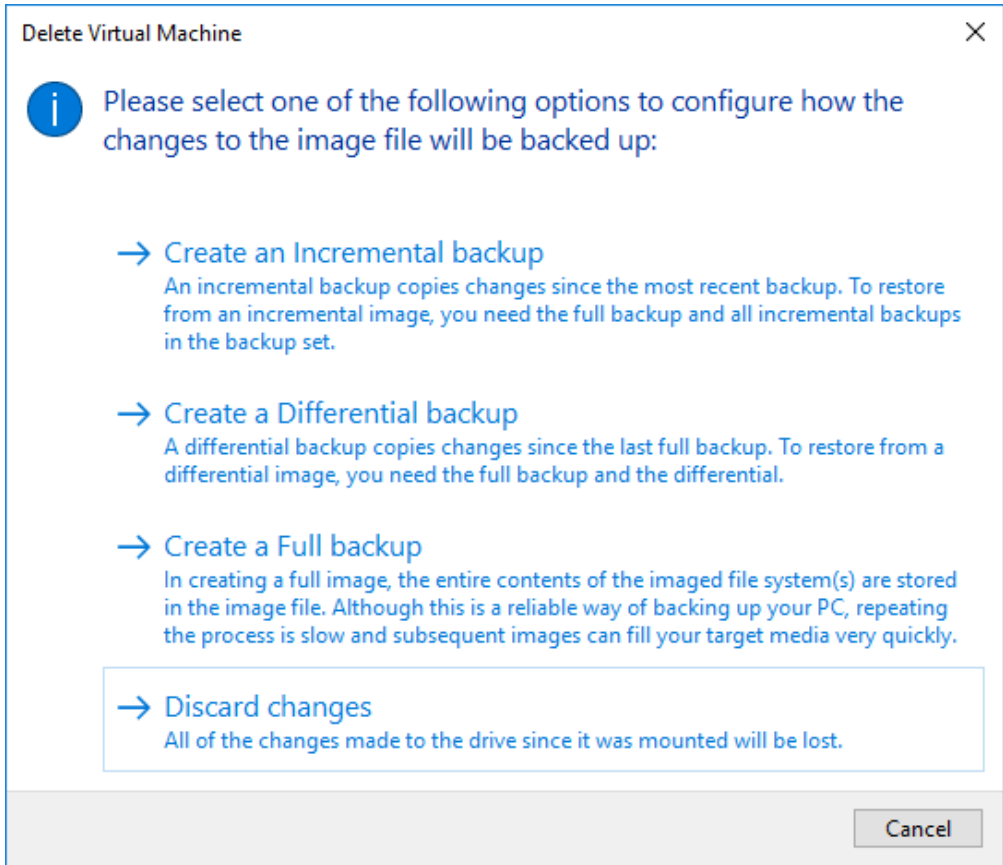 Delete Virtual Machine
Please select one of the following options to configure how the
changes to the image file will be backed up:
Create an Incremental backup
An incremental backup copies changes since the most recent backup. To restore
from an incremental image, you need the full backup and all incremental backups
in the backup set.
Create a Differential backup
A differential backup copies changes since the last full backup. To restore from a
differential image, you need the full backup and the differential.
Create a Full backup
In creating a full image, the entire contents of the imaged file system(s) are stored
in the image file. Although this is a reliable way of backing up your PC, repeating
the process is slow and subsequent images can fill your target media very quickly.
Discard changes
All of the changes made to the drive since it was mounted will be lost.
Cancel